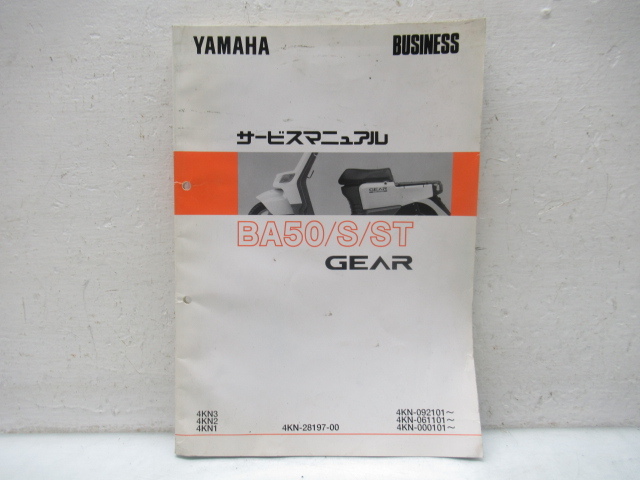 YAMAHA BUSINESS
サービスマニュアル
BA50/S/ST
GEAR
4KN3 4KN-092101～
4KN2 4KN-061101～
4KN1 4KN-28197-00 4KN-000101～